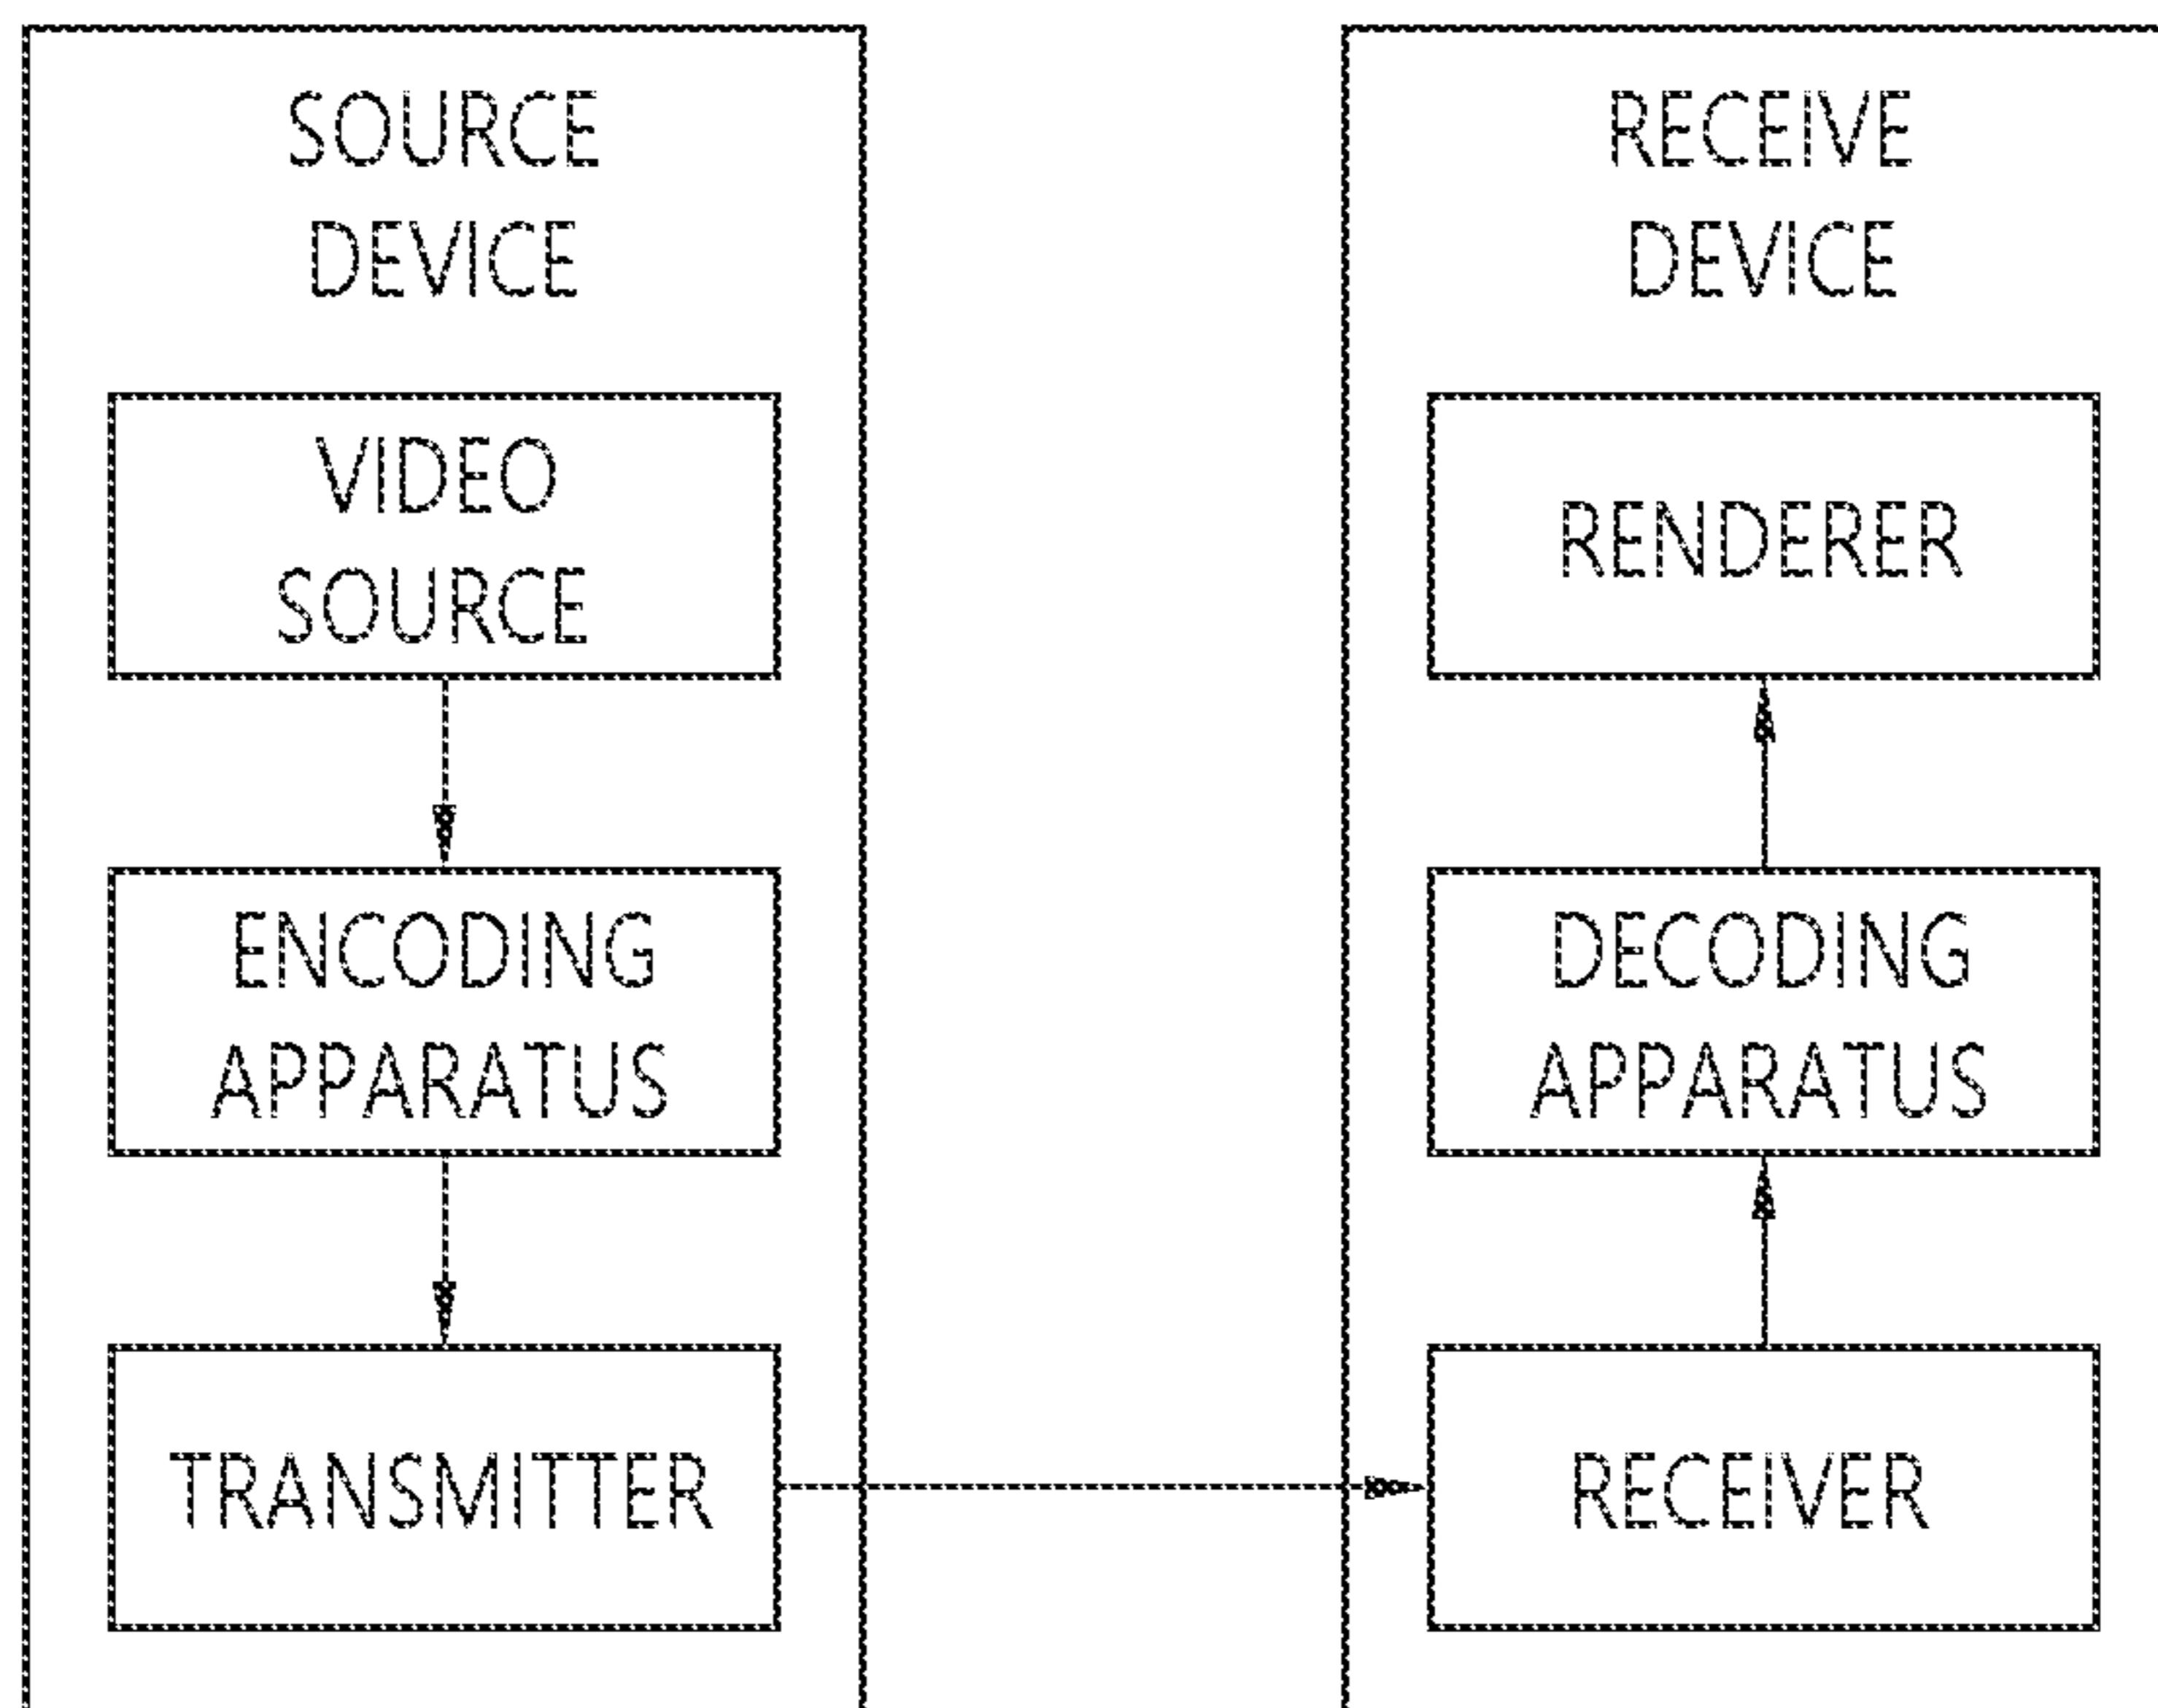 SOURCE
DEVICE
VIDEO
SOURCE
ENCODING
APPARATUS
TRANSMITTER
RECEIVE
DEVICE
RENDERER
DECODING
APPARATUS
RECEIVER